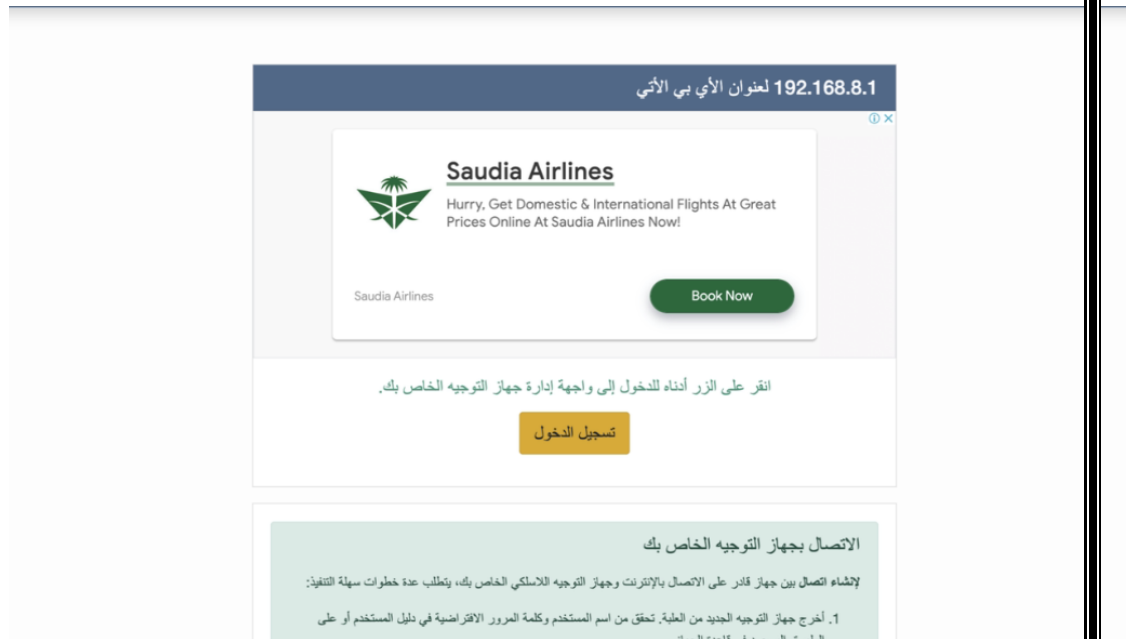 192.168.8.1 لعنوان الأي بي الأتي
Saudia Airlines
Hurry, Get Domestic & International Flights At Great
Prices Online At Saudia Airlines Now!
Saudia Airlines
Book Now
انقر على الزر أدناه للدخول إلى واجهة إدارة جهاز التوجيه الخاص بك.
تسجيل الدخول
الاتصال بجهاز التوجيه الخاص بك
لإنشاء اتصال بين جهاز قادر على الاتصال بالإنترنت وجهاز التوجيه اللاسلكي الخاص بك، يتطلب عدة خطوات سهلة التنفيذ:
1. أخرج جهاز التوجيه الجديد من العلبة. تحقق من اسم المستخدم وكلمة المرور الافتراضية في دليل المستخدم أو على